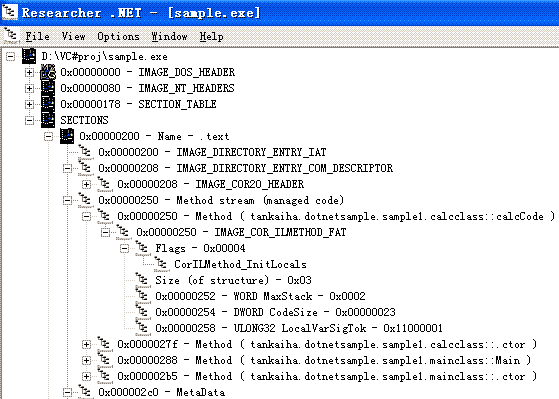 Researcher .NET - [sample.exe]
File View Options Window Help
D:\VC#proj\sample.exe
0x00000000 - IMAGE_DOS_HEADER
0x00000080 - IMAGE_NT_HEADERS
0x00000178 - SECTION_TABLE
SECTIONS
0x00000200 - Name - .text
0x00000200 - IMAGE_DIRECTORY_ENTRY_IAT
0x00000208 - IMAGE_DIRECTORY_ENTRY_COM_DESCRIPTOR
0x00000208 - IMAGE_COR20_HEADER
0x00000250 - Method stream (managed code)
0x00000250 - Method ( tankaiha.dotnetsample.sample1.calcclass::calcCode )
0x00000250 - IMAGE_COR_ILMETHOD_FAT
Flags - 0x00004
CorILMethod_InitLocals
Size (of structure) - 0x03
0x00000252 - WORD MaxStack - 0x0002
0x00000254 - DWORD CodeSize - 0x00000023
0x00000258 - ULONG32 LocalVarSigTok - 0x11000001
0x0000027f - Method ( tankaiha.dotnetsample.sample1.calcclass::.ctor )
0x00000288 - Method ( tankaiha.dotnetsample.sample1.mainclass::Main )
0x000002b5 - Method ( tankaiha.dotnetsample.sample1.mainclass::.ctor )
0x000002c0 - MetaData